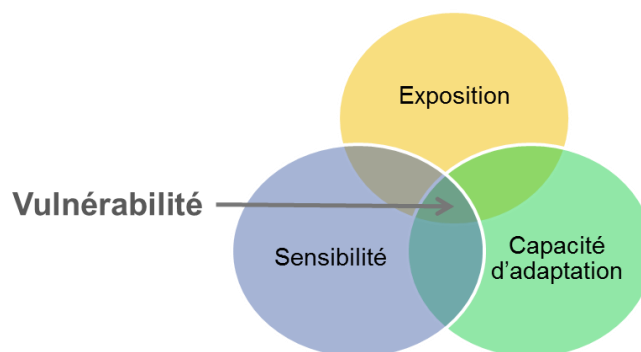 Exposition
Vulnérabilité
Sensibilité
Capacité
d'adaptation